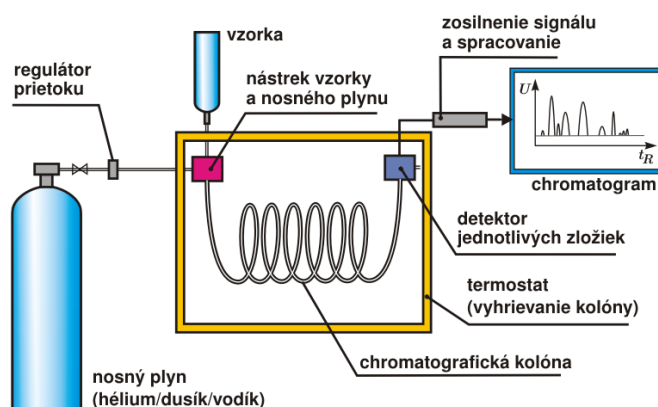 vzorka
zosilnenie signálu
a spracovanie
regulátor
prietoku
nástrek vzorky
a nosného plynu
U
t_R
chromatogram
detektor
jednotlivých zložiek
termostat
(vyhrievanie kolóny)
chromatografická kolóna
nosný plyn
(hélium/dusík/vodík)